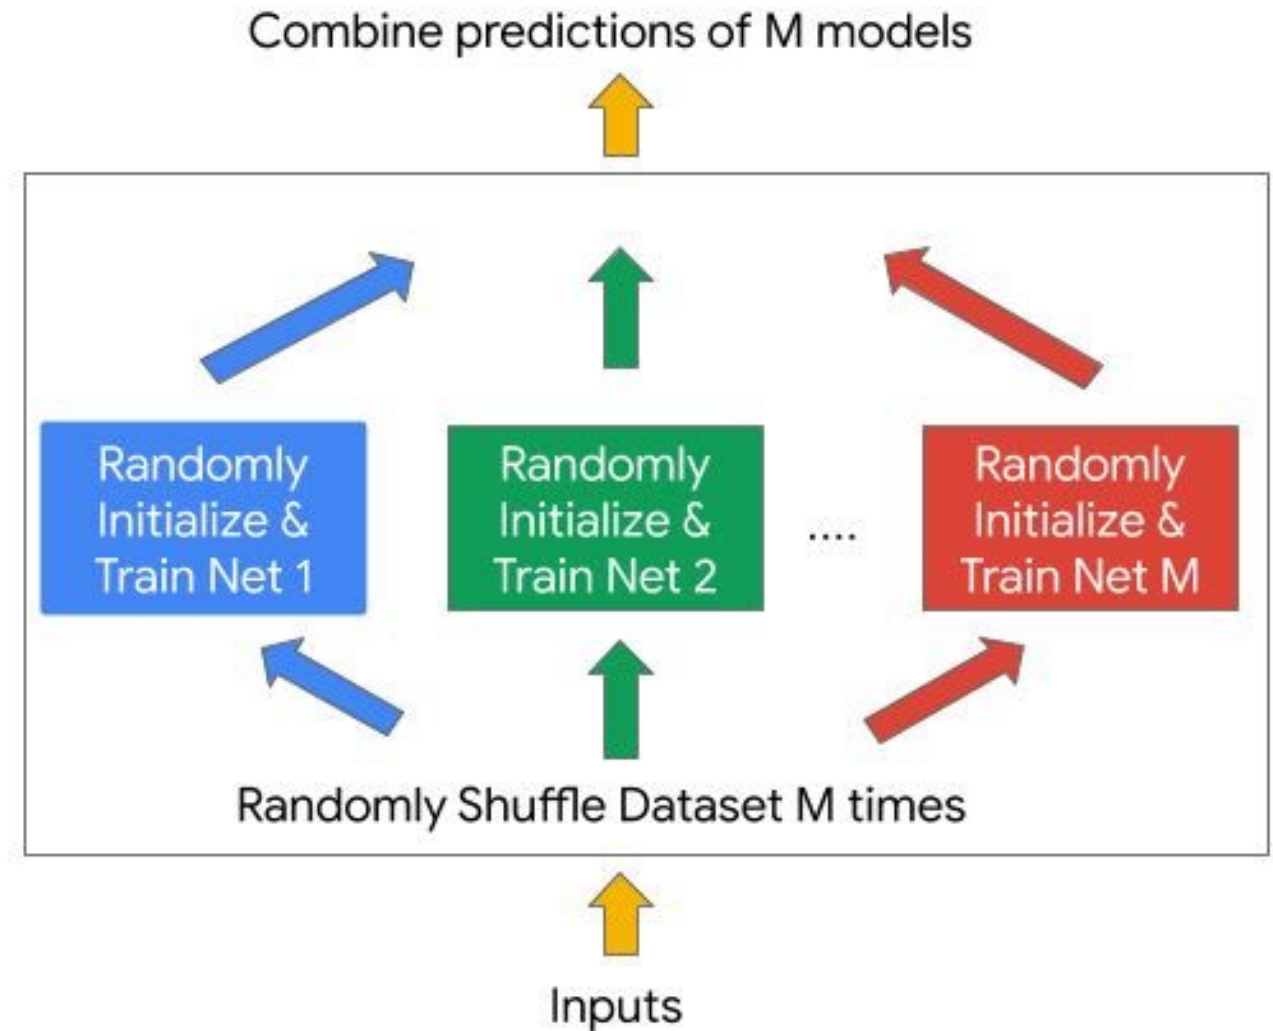 Combine predictions of M models
Randomly
Initialize &
Train Net 1
Randomly
Initialize &
Train Net 2
....
Randomly
Initialize &
Train Net M
Randomly Shuffle Dataset M times
Inputs